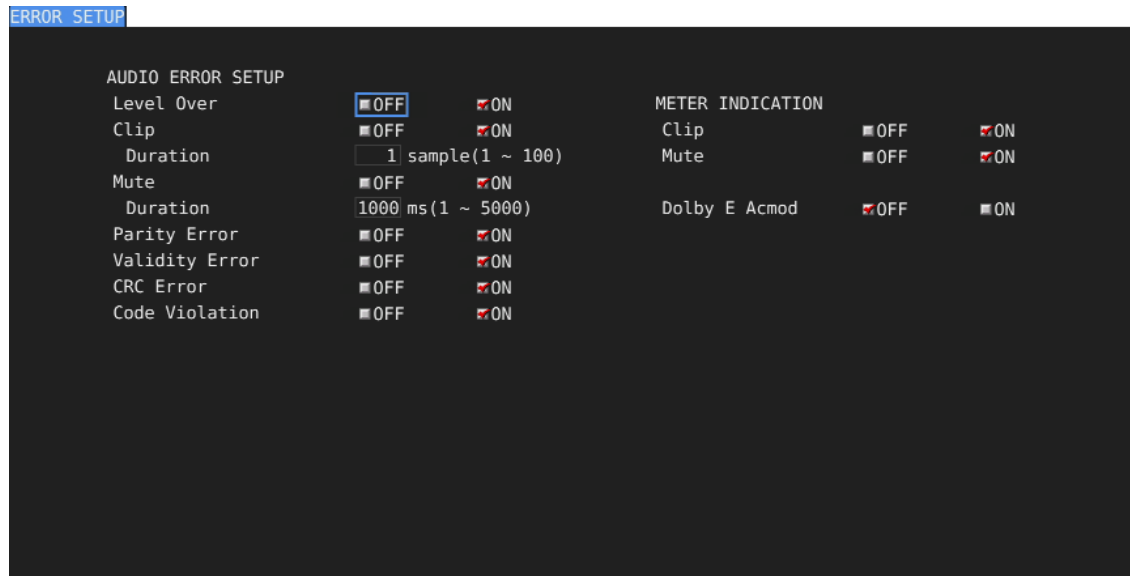 ERROR SETUP
AUDIO ERROR SETUP
Level Over OFF ON METER INDICATION
Clip OFF ON Clip OFF ON
Duration 1 sample(1 ~ 100) Mute OFF ON
Mute OFF ON
Duration 1000 ms(1 ~ 5000) Dolby E Acmod OFF ON
Parity Error OFF ON
Validity Error OFF ON
CRC Error OFF ON
Code Violation OFF ON